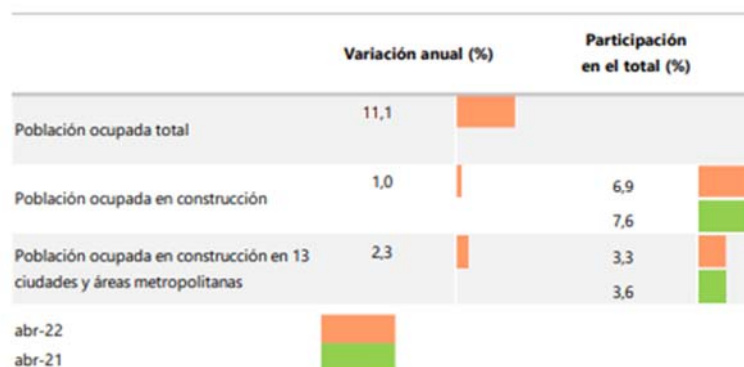 Variación anual (%)
Participación
en el total (%)
Población ocupada total
11,1
Población ocupada en construcción
1,0
6,9
7,6
Población ocupada en construcción en 13
ciudades y áreas metropolitanas
2,3
3,3
3,6
abr-22
abr-21